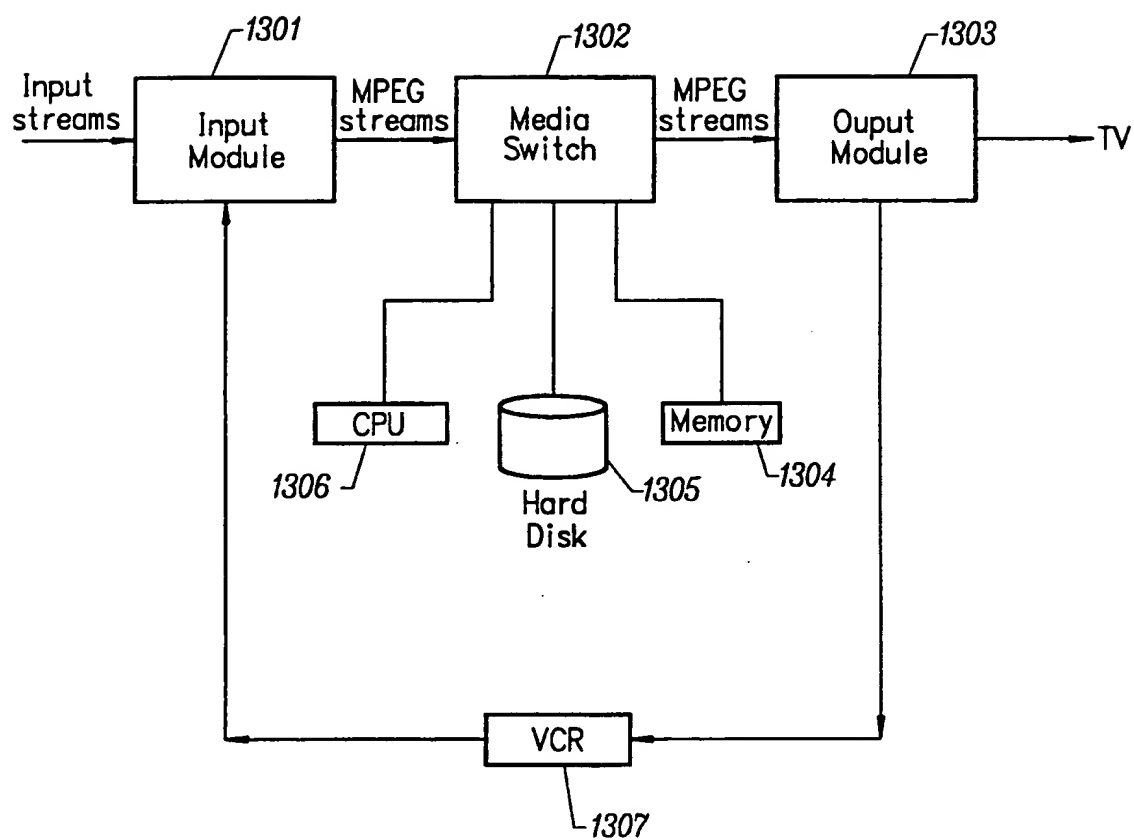 1301
1302
1303
Input
streams
Input
Module
MPEG
streams
Media
Switch
MPEG
streams
Ouput
Module
TV
CPU
1306
Hard
Disk
1305
Memory
1304
VCR
1307